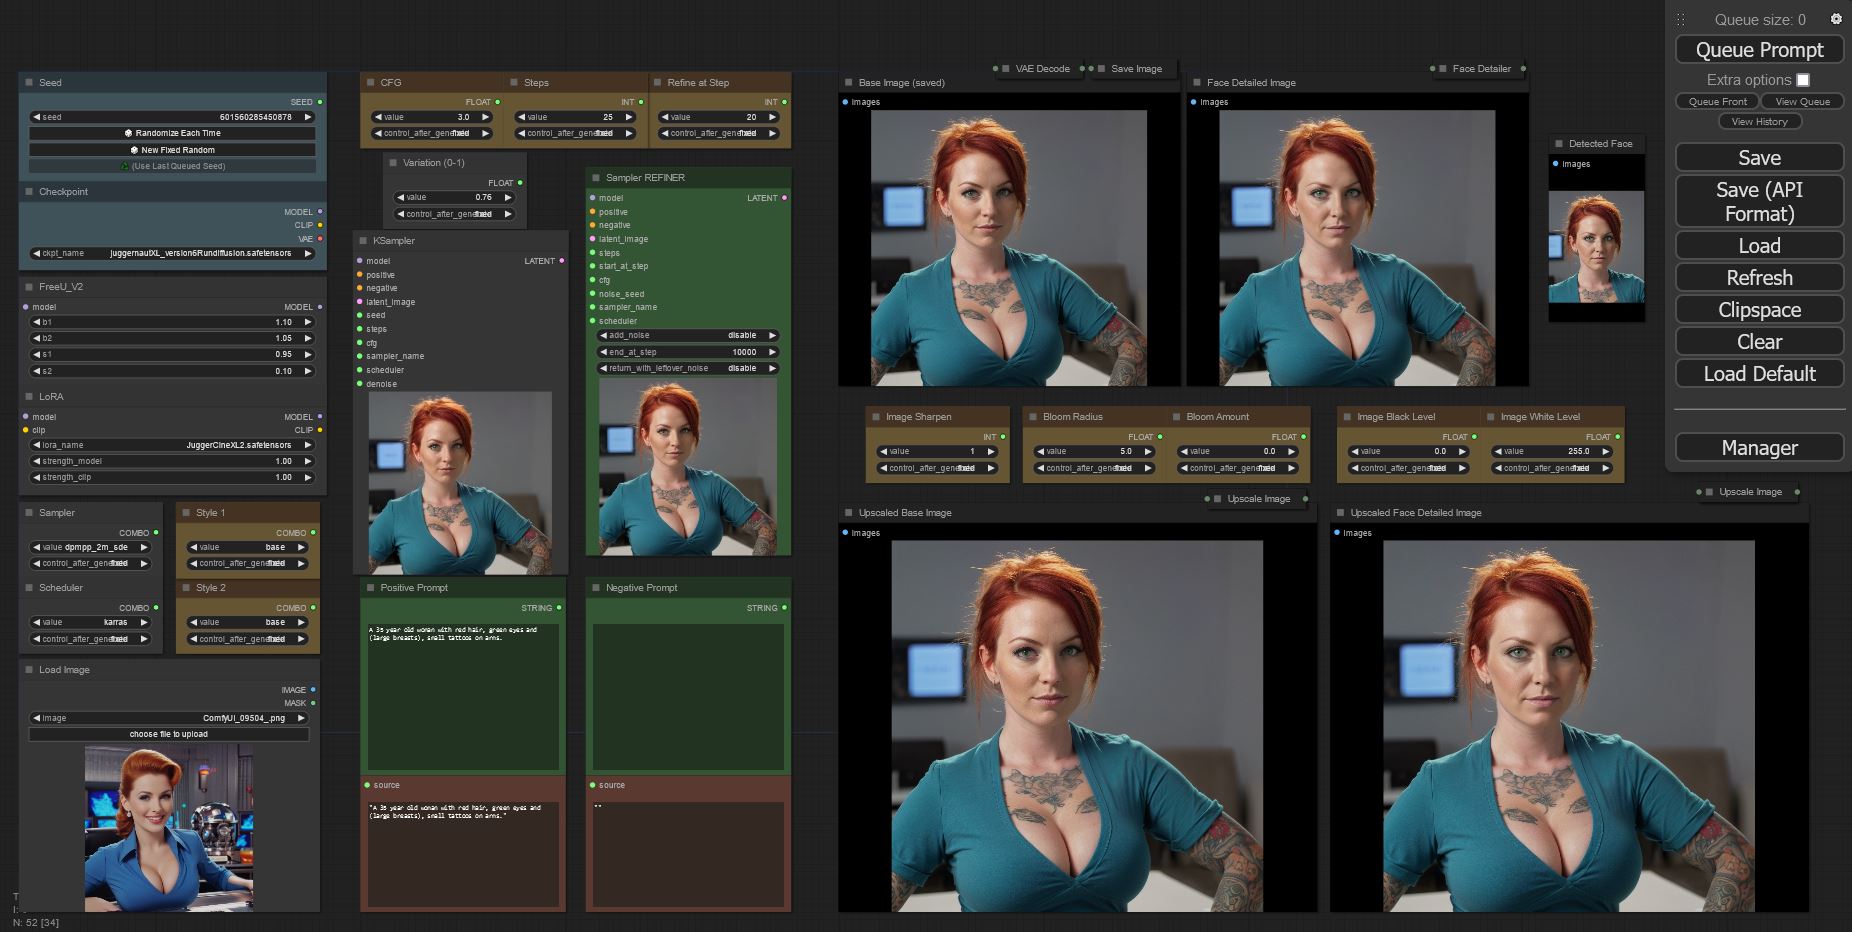 Seed
SEED
seed 601560285450878
Randomize Each Time
New Fixed Random
(Use Last Queued Seed)
Checkpoint
MODEL
CLIP
VAE
ckpt_name juggernautXL_version6Rundiffusion.safetensors
FreeU_V2
model MODEL
b1 1.10
b2 1.05
s1 0.95
s2 0.10
LoRA
model MODEL
clip CLIP
lora_name JuggerCineXL2.safetensors
strength_model 1.00
strength_clip 1.00
Sampler
COMBO
value dpmpp_2m_sde
control_after_gene fixed
Scheduler
COMBO
value karras
control_after_gene fixed
Style 1
COMBO
value base
control_after_gene fixed
Style 2
COMBO
value base
control_after_gene fixed
Load Image
IMAGE
MASK
image ComfyUI_09504_.png
choose file to upload
N: 52 [34]
CFG
FLOAT
value 3.0
control_after_gene fixed
Steps
INT
value 25
control_after_gene fixed
Refine at Step
INT
value 20
control_after_gene fixed
Variation (0-1)
FLOAT
value 0.76
control_after_gene fixed
KSampler
model LATENT
positive
negative
latent_image
seed
steps
cfg
sampler_name
scheduler
denoise
Sampler REFINER
model LATENT
positive
negative
latent_image
steps
start_at_step
cfg
noise_seed
sampler_name
scheduler
add_noise disable
end_at_step 10000
return_with_leftover_noise disable
Positive Prompt
STRING
A 35 year old woman with red hair, green eyes and
(large breasts), small tattoos on arms.
source
"A 35 year old woman with red hair, green eyes and
(large breasts), small tattoos on arms."
Negative Prompt
STRING
source
""
VAE Decode
Save Image
Base Image (saved)
images
Face Detailer
Face Detailed Image
images
Detected Face
images
Image Sharpen
INT
value 1
control_after_gene fixed
Bloom Radius
FLOAT
value 5.0
control_after_gene fixed
Bloom Amount
FLOAT
value 0.0
control_after_gene fixed
Image Black Level
FLOAT
value 0.0
control_after_gene fixed
Image White Level
FLOAT
value 255.0
control_after_gene fixed
Upscale Image
Upscaled Base Image
images
Upscale Image
Upscaled Face Detailed Image
images
Queue size: 0
Queue Prompt
Extra options
Queue Front
View Queue
View History
Save
Save (API
Format)
Load
Refresh
Clipspace
Clear
Load Default
Manager